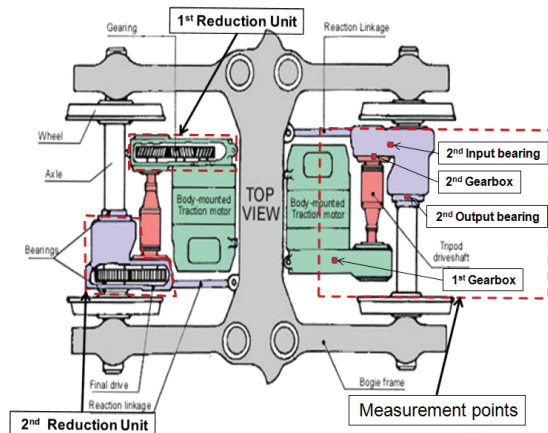 Gearing
1st Reduction Unit
Reaction Linkage
Wheel
Axle
Body-mounted
Traction motor
TOP
VIEW
Body-mounted
Traction motor
2nd Input bearing
2nd Gearbox
2nd Output bearing
Tripod
driveshaft
1st Gearbox
Bearings
Final drive
Reaction linkage
Bogie frame
2nd Reduction Unit
Measurement points